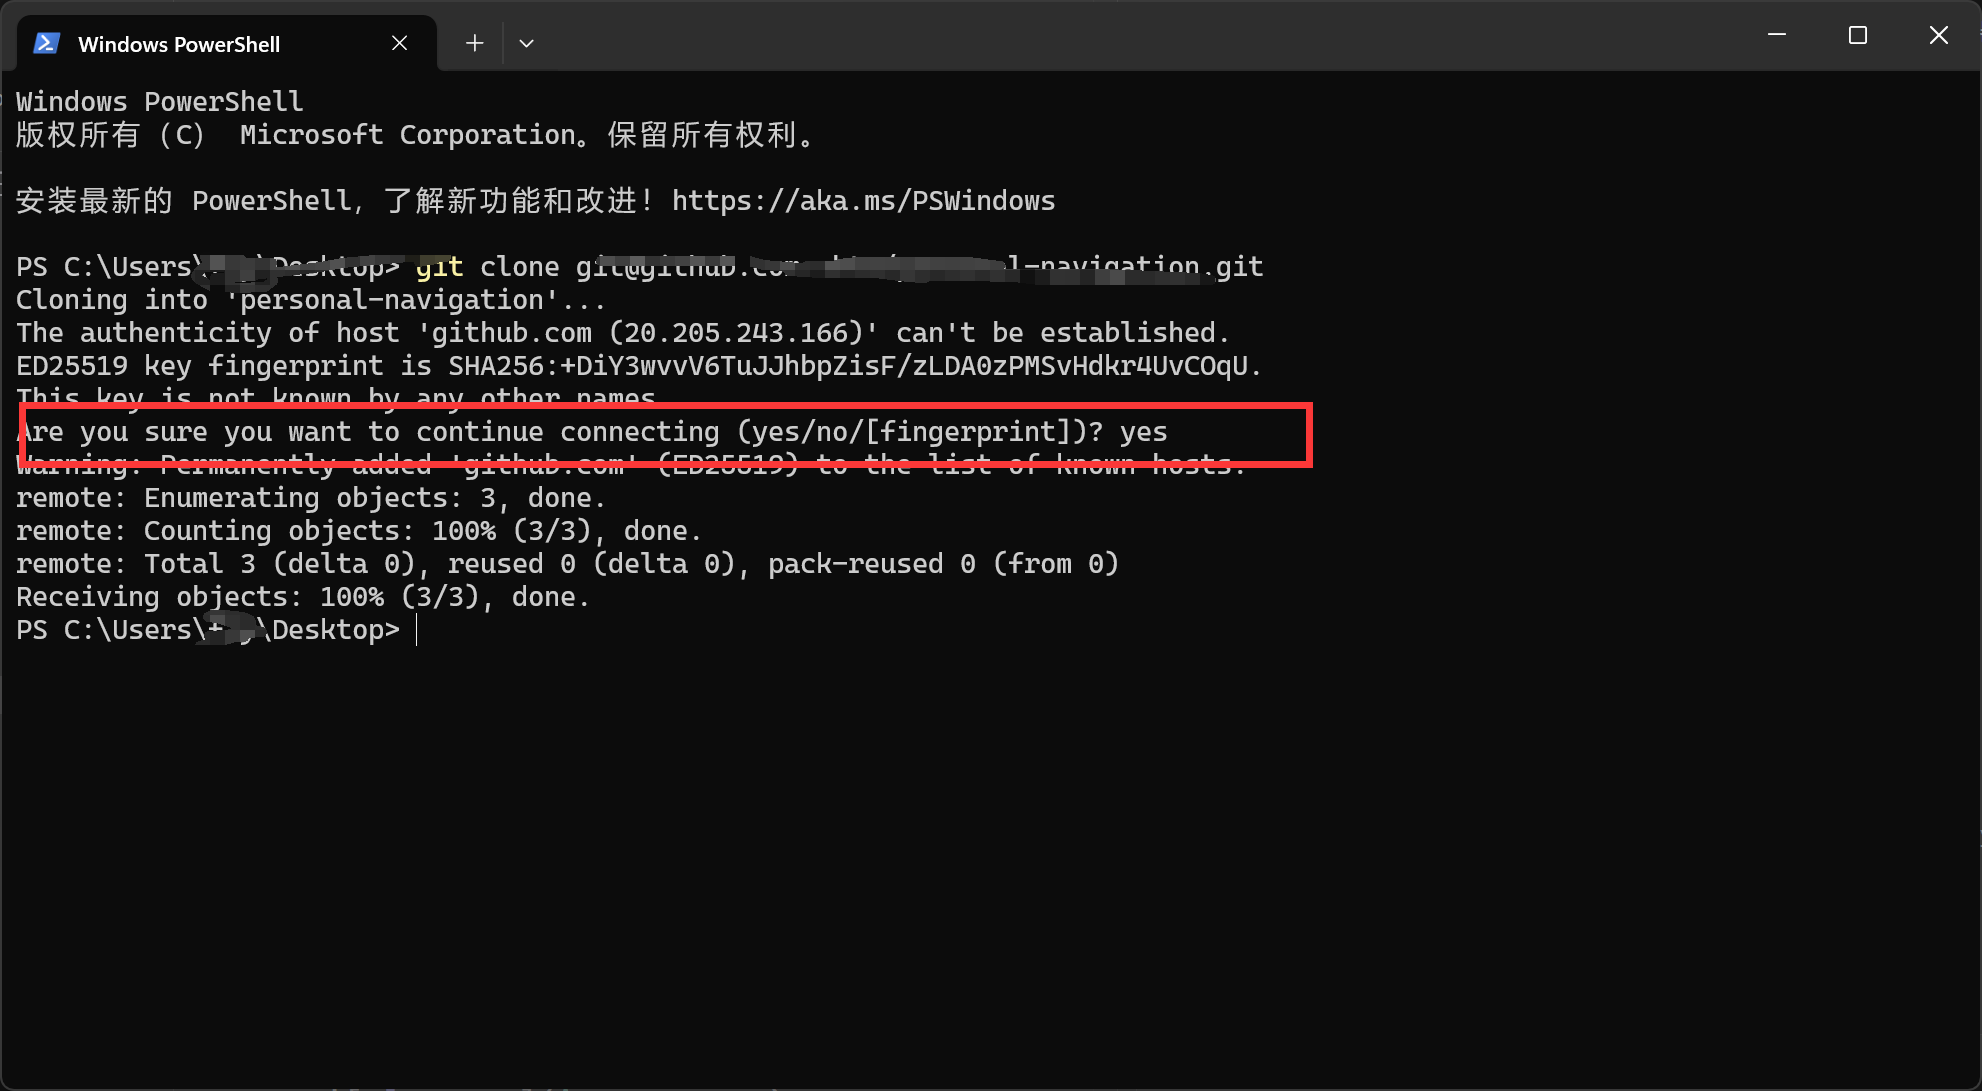 Windows PowerShell
Windows PowerShell
版权所有（C） Microsoft Corporation。保留所有权利。
安装最新的 PowerShell，了解新功能和改进！https://aka.ms/PSWindows
PS C:\Users\ \Desktop> git clone git@github.com l-navigation.git
Cloning into 'personal-navigation'...
The authenticity of host 'github.com (20.205.243.166)' can't be established.
ED25519 key fingerprint is SHA256:+DiY3wvvV6TuJJhbpZisF/zLDA0zPMSvHdkr4UvCOqU.
This key is not known by any other names.
Are you sure you want to continue connecting (yes/no/[fingerprint])? yes
Warning: Permanently added 'github.com' (ED25519) to the list of known hosts.
remote: Enumerating objects: 3, done.
remote: Counting objects: 100% (3/3), done.
remote: Total 3 (delta 0), reused 0 (delta 0), pack-reused 0 (from 0)
Receiving objects: 100% (3/3), done.
PS C:\Users\ \Desktop>